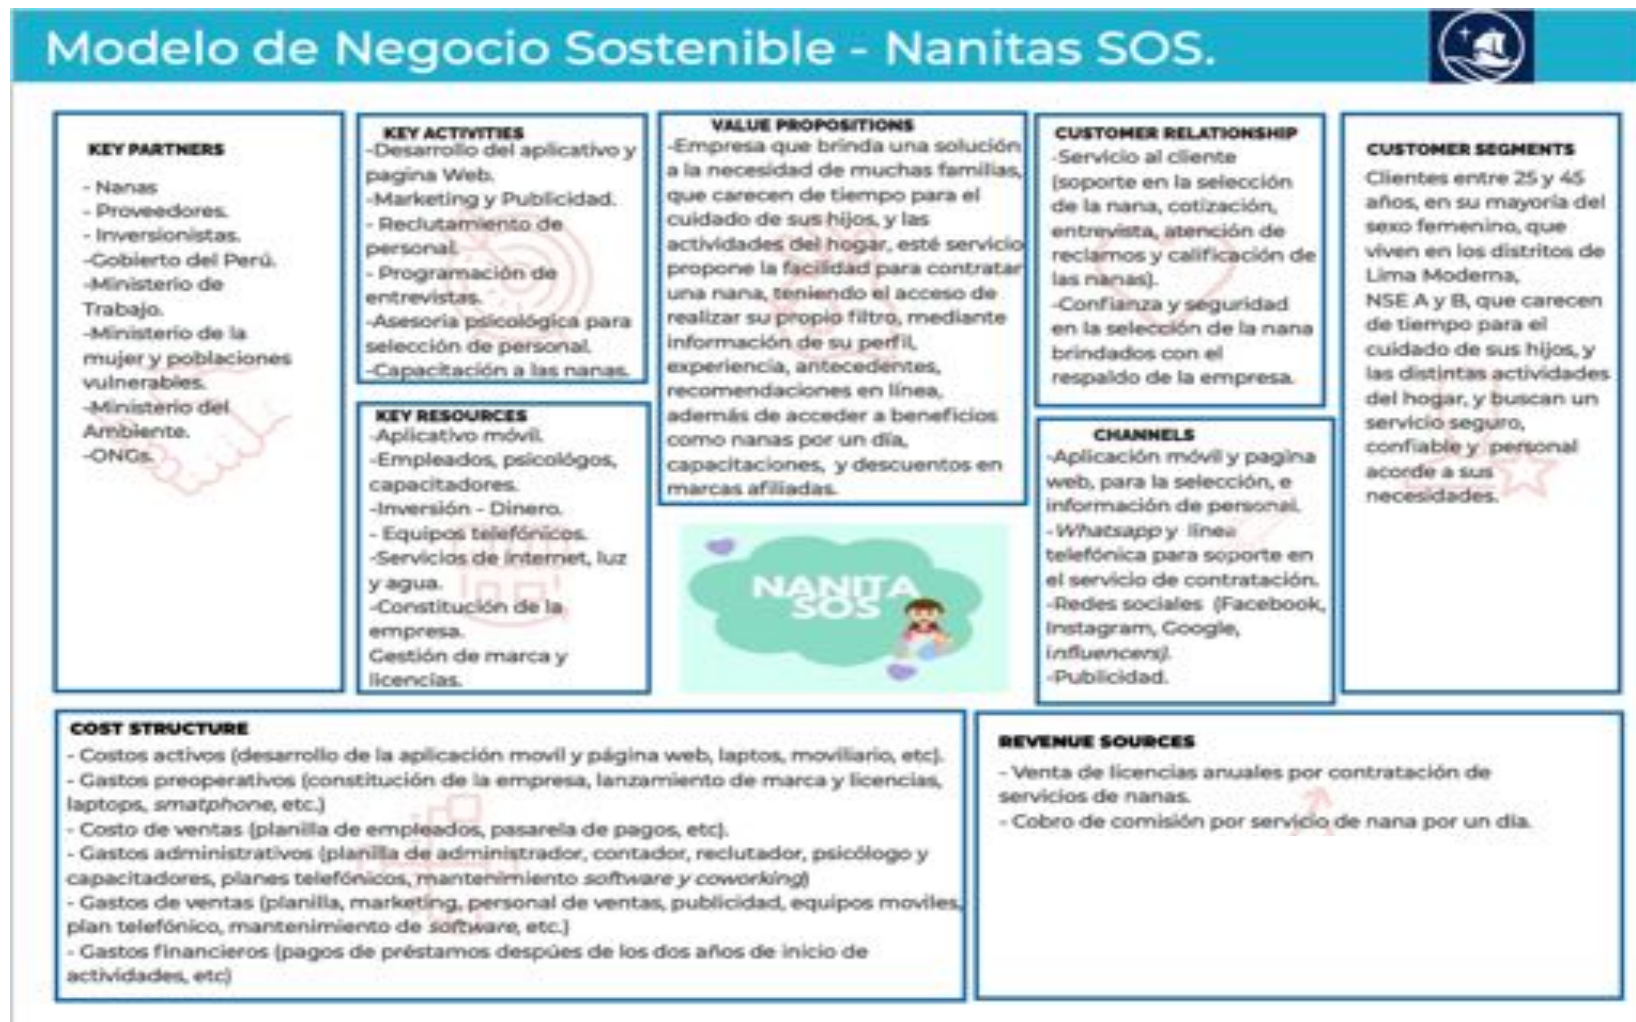 Modelo de Negocio Sostenible - Nanitas SOS.
KEY PARTNERS
- Nanas
- Proveedores.
- Inversionistas.
-Gobierto del Perú.
-Ministerio de
Trabajo.
-Ministerio de la
mujer y poblaciones
vulnerables.
-Ministerio del
Ambiente.
-ONGs.
KEY ACTIVITIES
-Desarrollo del aplicativo y
pagina Web.
-Marketing y Publicidad.
- Reclutamiento de
personal.
- Programación de
entrevistas.
-Asesoria psicológica para
selección de personal.
-Capacitación a las nanas.
KEY RESOURCES
-Aplicativo móvil.
-Empleados, psicológos,
capacitadores.
-Inversión - Dinero.
- Equipos telefónicos.
-Servicios de internet, luz
y agua.
-Constitución de la
empresa.
Gestión de marca y
licencias.
VALUE PROPOSITIONS
-Empresa que brinda una solución
a la necesidad de muchas familias,
que carecen de tiempo para el
cuidado de sus hijos, y las
actividades del hogar, esté servicio
propone la facilidad para contratar
una nana, teniendo el acceso de
realizar su propio filtro, mediante
información de su perfil,
experiencia, antecedentes,
recomendaciones en línea,
además de acceder a beneficios
como nanas por un día,
capacitaciones, y descuentos en
marcas afiliadas.
NANITA
SOS
CUSTOMER RELATIONSHIP
-Servicio al cliente
(soporte en la selección
de la nana, cotización,
entrevista, atención de
reclamos y calificación de
las nanas).
-Confianza y seguridad
en la selección de la nana
brindados con el
respaldo de la empresa.
CHANNELS
-Aplicación móvil y pagina
web, para la selección, e
información de personal.
-Whatsapp y línea
telefónica para soporte en
el servicio de contratación.
-Redes sociales (Facebook,
Instagram, Google,
influencers).
-Publicidad.
CUSTOMER SEGMENTS
Clientes entre 25 y 45
años, en su mayoría del
sexo femenino, que
viven en los distritos de
Lima Moderna,
NSE A y B, que carecen
de tiempo para el
cuidado de sus hijos, y
las distintas actividades
del hogar, y buscan un
servicio seguro,
confiable y personal
acorde a sus
necesidades.
COST STRUCTURE
- Costos activos (desarrollo de la aplicación movil y página web, laptos, moviliario, etc).
- Gastos preoperativos (constitución de la empresa, lanzamiento de marca y licencias,
laptops, smatphone, etc.)
- Costo de ventas (planilla de empleados, pasarela de pagos, etc).
- Gastos administrativos (planilla de administrador, contador, reclutador, psicólogo y
capacitadores, planes telefónicos, mantenimiento software y coworking)
- Gastos de ventas (planilla, marketing, personal de ventas, publicidad, equipos moviles,
plan telefónico, mantenimiento de software, etc.)
- Gastos financieros (pagos de préstamos despúes de los dos años de inicio de
actividades, etc)
REVENUE SOURCES
- Venta de licencias anuales por contratación de
servicios de nanas.
- Cobro de comisión por servicio de nana por un día.